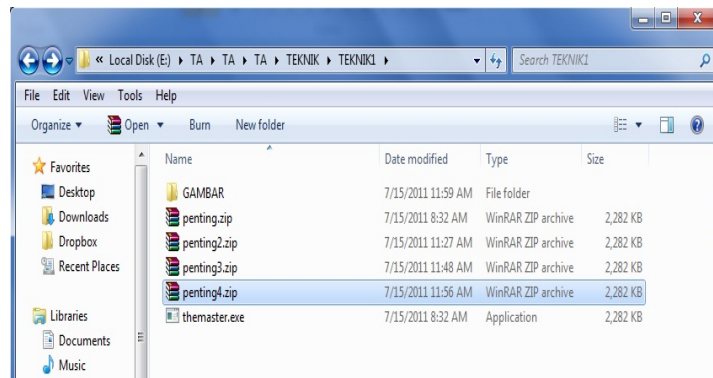 « Local Disk (E:) ▸ TA ▸ TA ▸ TA ▸ TEKNIK ▸ TEKNIK1 ▸ Search TEKNIK1
File Edit View Tools Help
Organize Open Burn New folder
Name Date modified Type Size
Favorites
Desktop
Downloads
Dropbox
Recent Places
Libraries
Documents
Music
GAMBAR 7/15/2011 11:59 AM File folder
penting.zip 7/15/2011 8:32 AM WinRAR ZIP archive 2,282 KB
penting2.zip 7/15/2011 11:27 AM WinRAR ZIP archive 2,282 KB
penting3.zip 7/15/2011 11:48 AM WinRAR ZIP archive 2,282 KB
penting4.zip 7/15/2011 11:56 AM WinRAR ZIP archive 2,282 KB
themaster.exe 7/15/2011 8:32 AM Application 2,282 KB